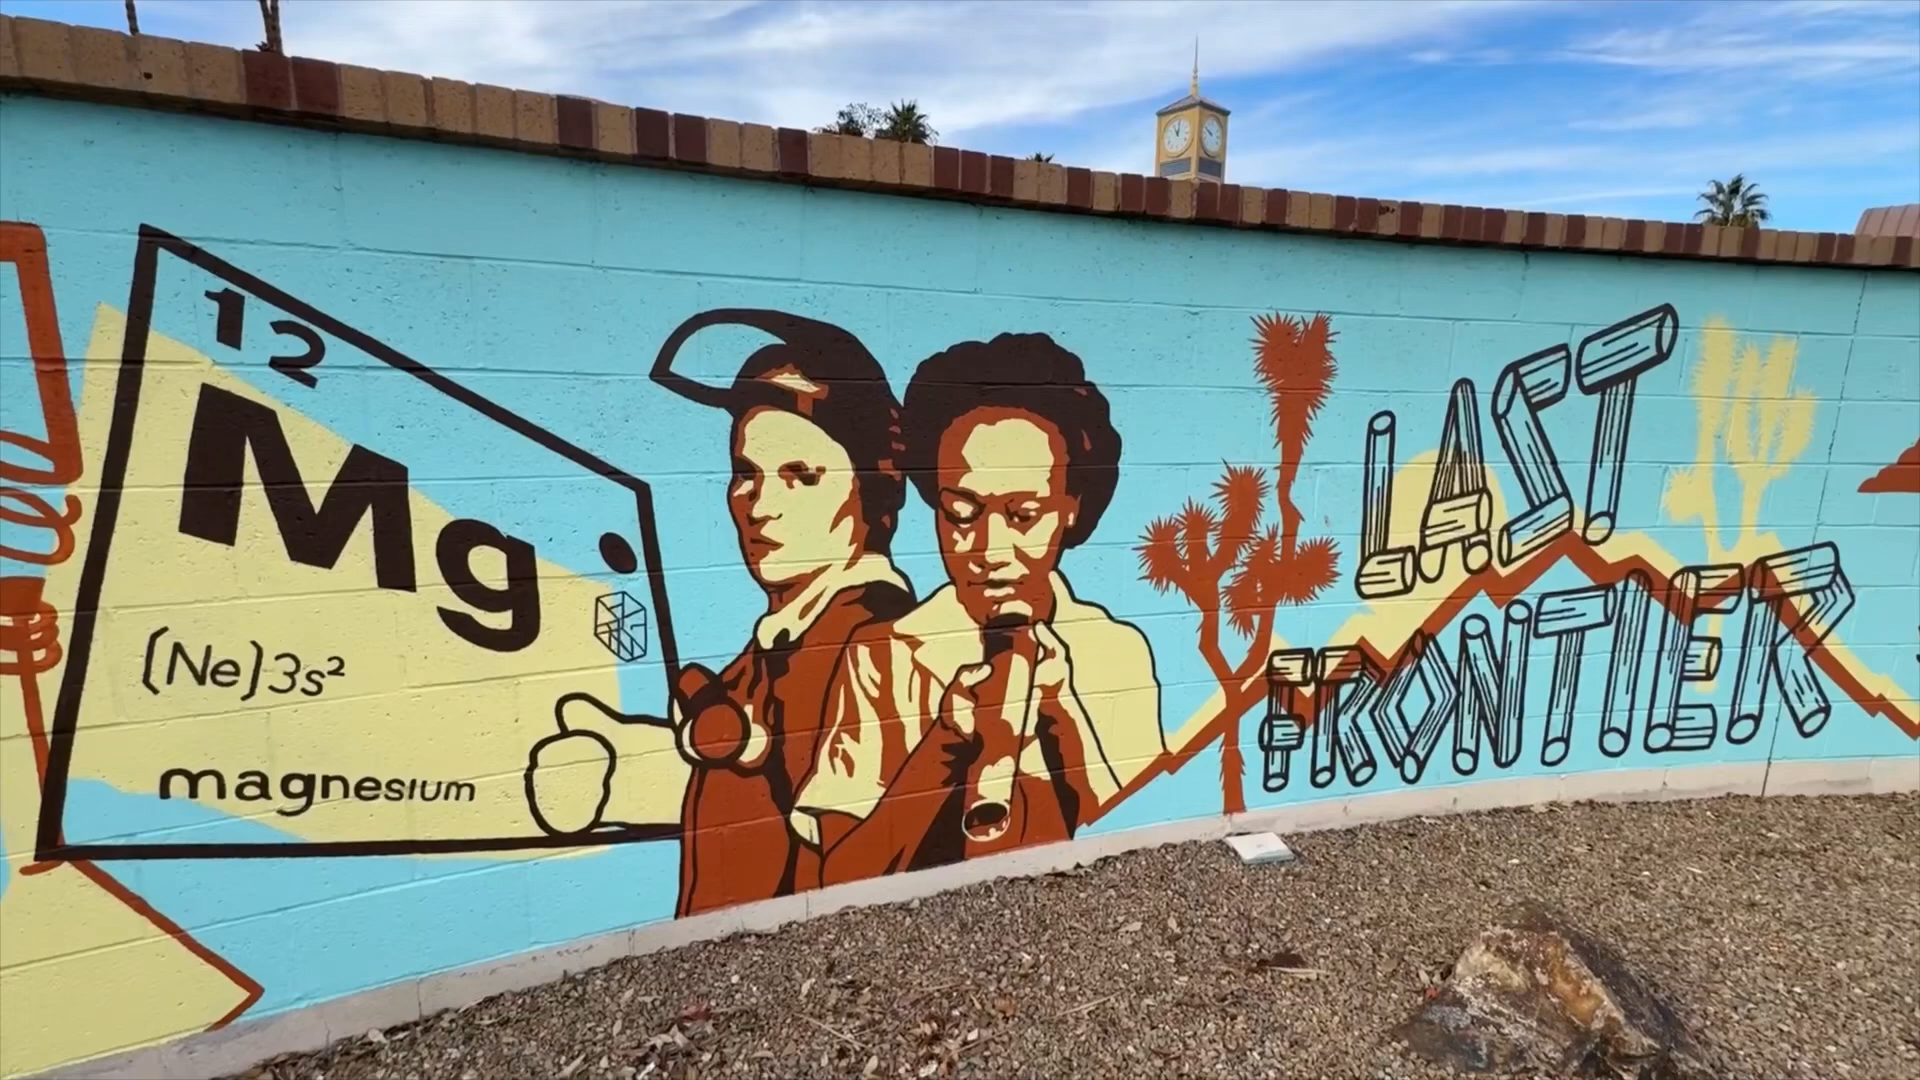 12
Mg
[Ne]3s²
magnesium
LAST
FRONTIER